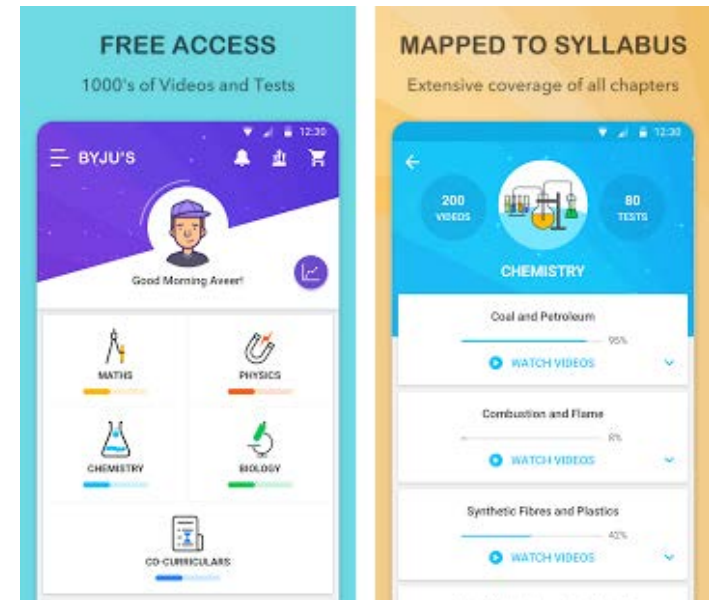 FREE ACCESS
1000's of Videos and Tests
12:30
BYJU'S
Good Morning Aveer!
MATHS
PHYSICS
CHEMISTRY
BIOLOGY
CO-CURRICULARS
MAPPED TO SYLLABUS
Extensive coverage of all chapters
12:30
200
VIDEOS
80
TESTS
CHEMISTRY
Coal and Petroleum
95%
WATCH VIDEOS
Combustion and Flame
8%
WATCH VIDEOS
Synthetic Fibres and Plastics
42%
WATCH VIDEOS